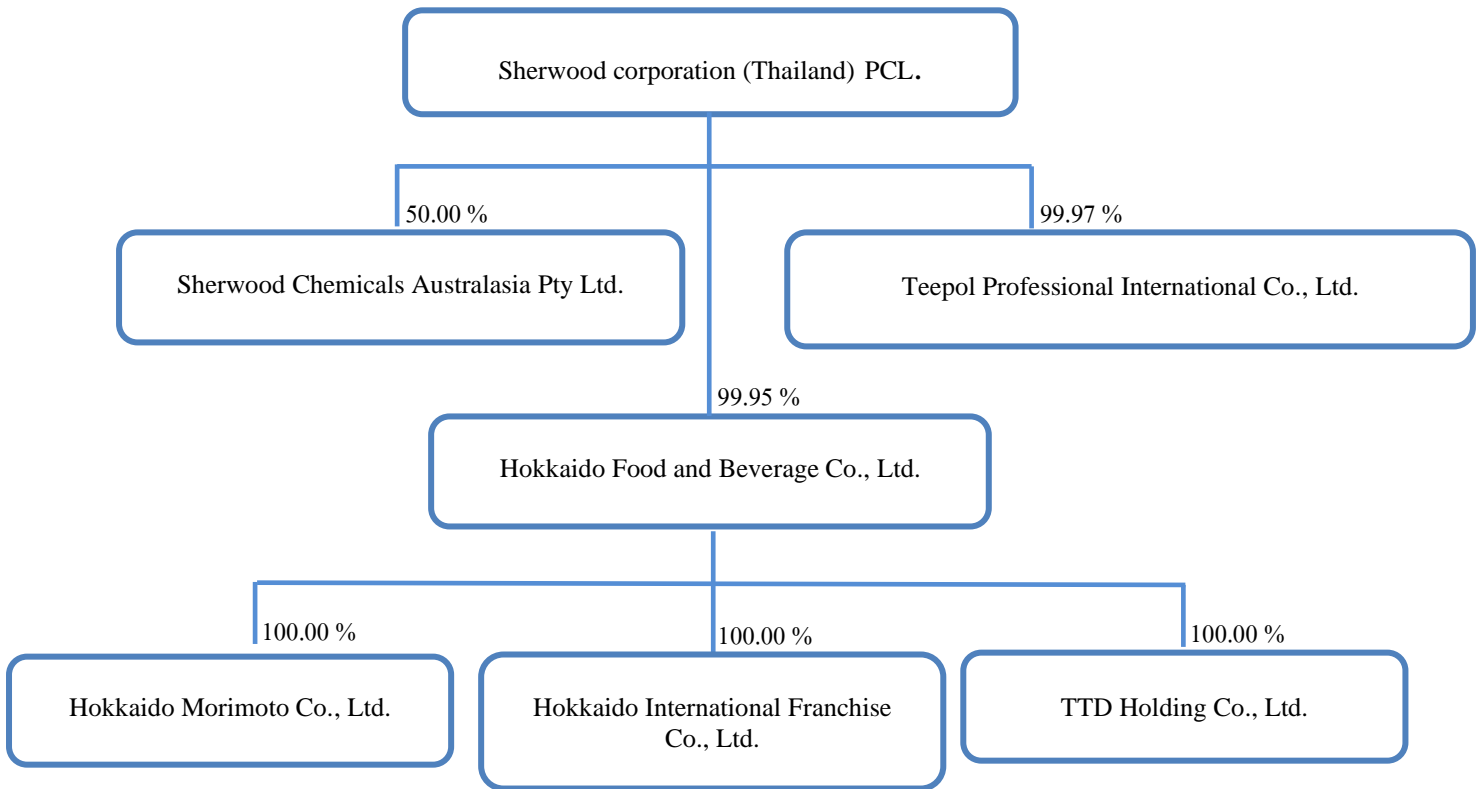 Sherwood corporation (Thailand) PCL.
50.00 %
99.97 %
Sherwood Chemicals Australasia Pty Ltd.
Teepol Professional International Co., Ltd.
99.95 %
Hokkaido Food and Beverage Co., Ltd.
100.00 %
100.00 %
100.00 %
Hokkaido Morimoto Co., Ltd.
Hokkaido International Franchise
Co., Ltd.
TTD Holding Co., Ltd.